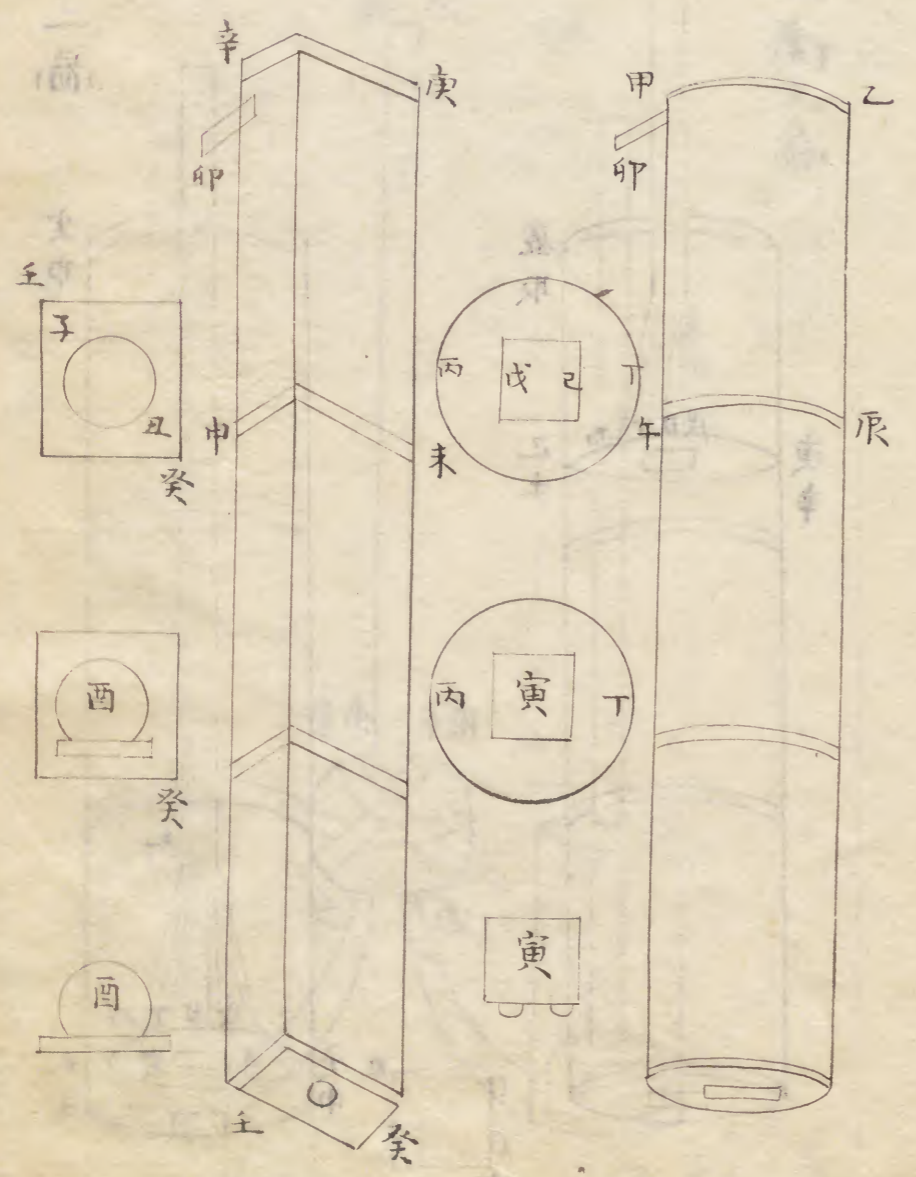 甲
乙
卯
午
辰
丙
戊
己
丁
丙
寅
丁
寅
辛
庚
卯
申
未
壬
癸
壬
子
丑
癸
酉
癸
酉